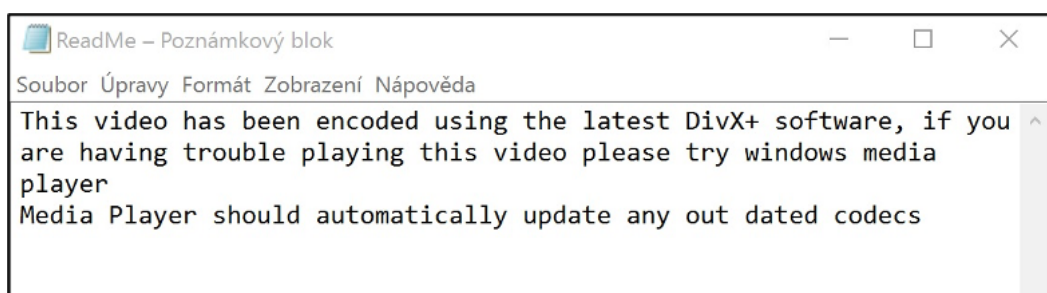 ReadMe – Poznámkový blok
Soubor Úpravy Formát Zobrazení Nápověda
This video has been encoded using the latest DivX+ software, if you
are having trouble playing this video please try windows media
player
Media Player should automatically update any out dated codecs